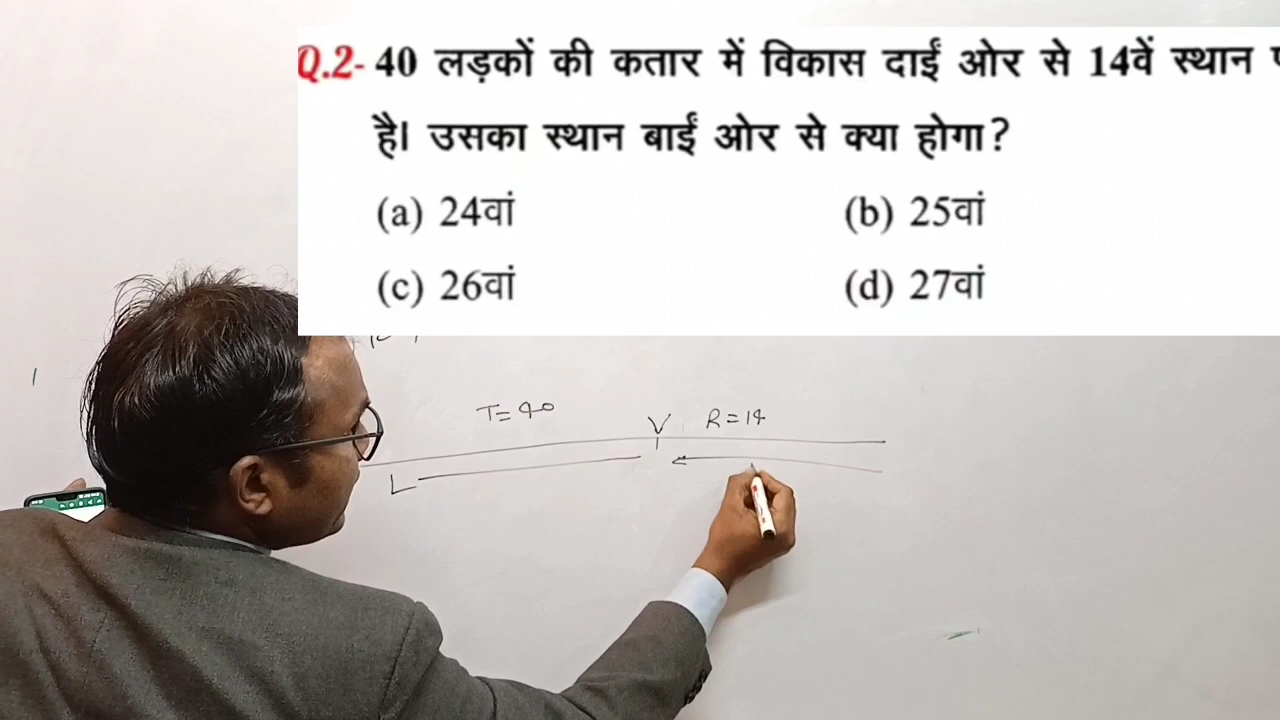 Q.2- 40 लड़कों की कतार में विकास दाईं ओर से 14वें स्थान
है। उसका स्थान बाईं ओर से क्या होगा?
(a) 24वां (b) 25वां
(c) 26वां (d) 27वां
T=40 V R=14
L